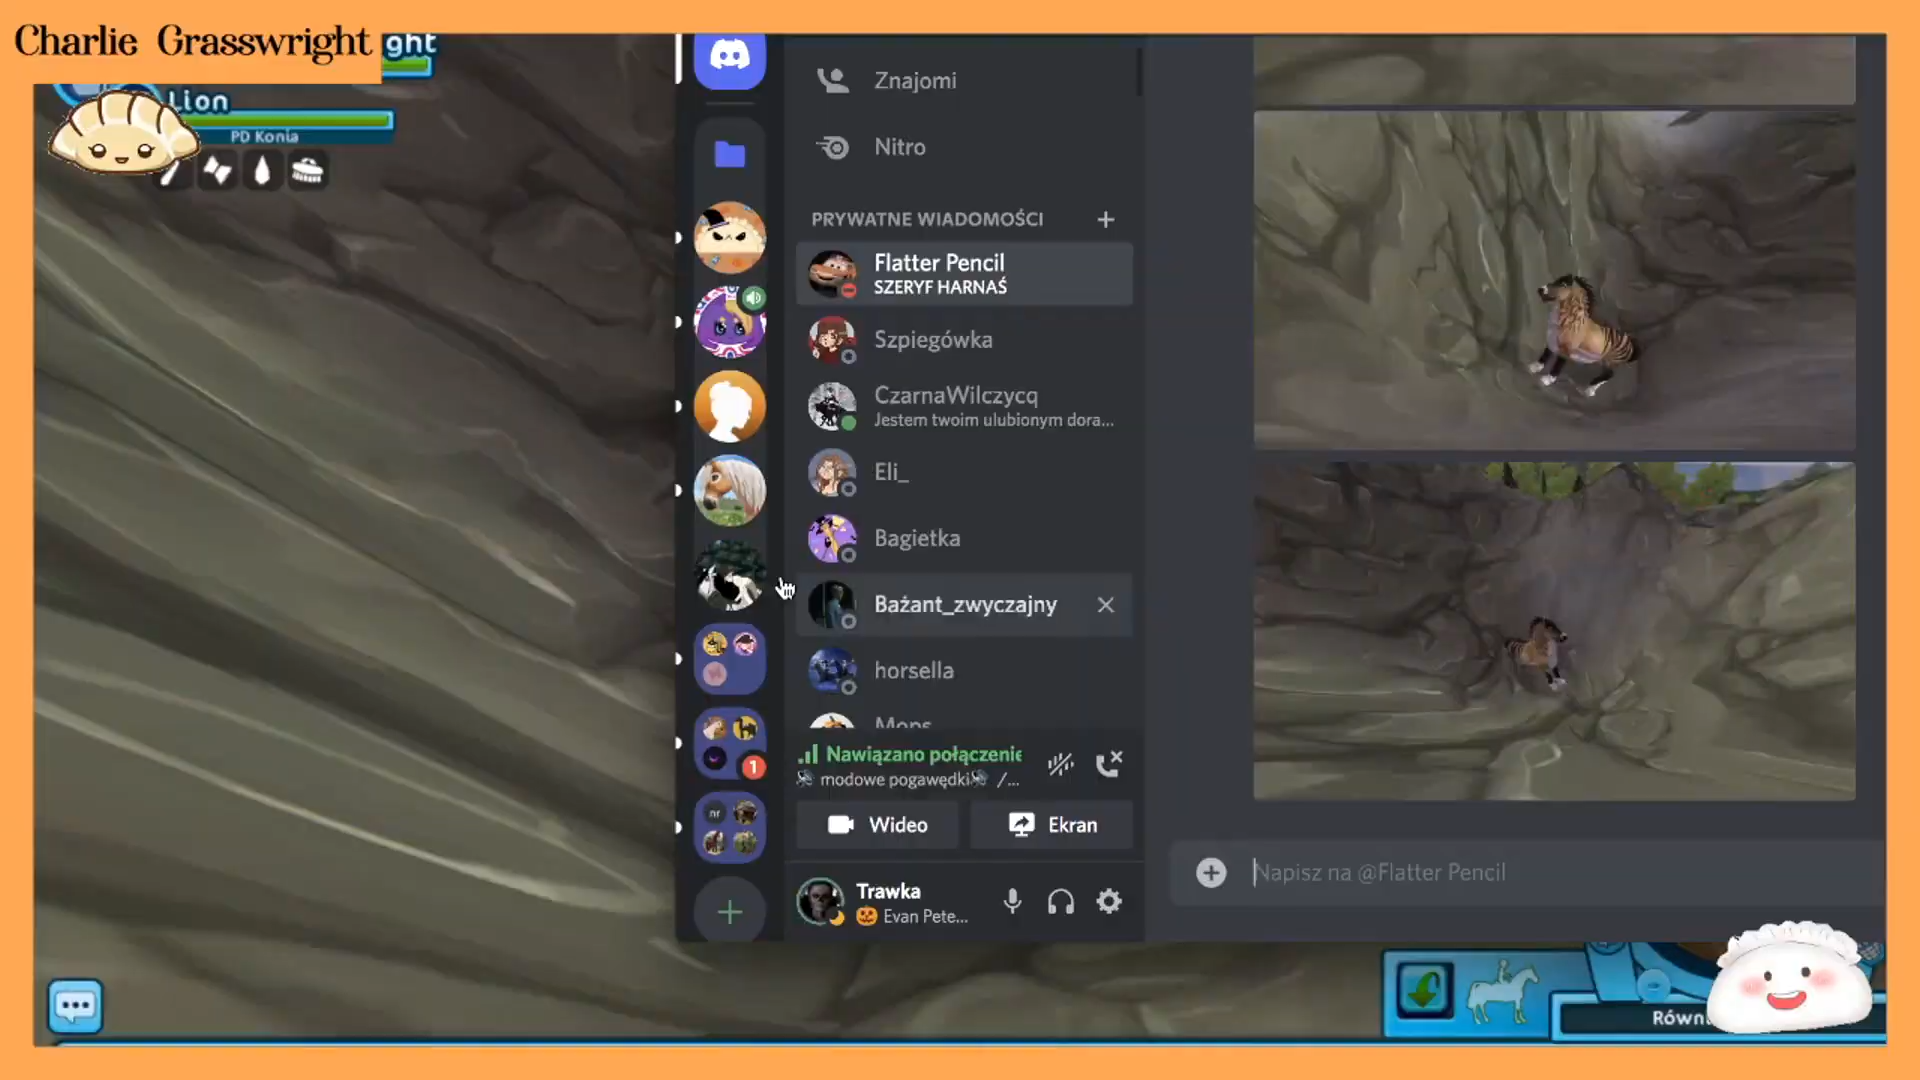 Charlie Grasswright
ght
Lion
PD Konia
Znajomi
Nitro
PRYWATNE WIADOMOŚCI
Flatter Pencil
SZERYF HARNAŚ
Szpiegówka
CzarnaWilczycq
Jestem twoim ulubionym dora...
Eli_
Bagietka
Bażant_zwyczajny
horsella
Mops
Nawiązano połączenie
modowe pogawędki /...
1
nr
Wideo
Ekran
Trawka
Evan Pete...
Napisz na @Flatter Pencil
Równ